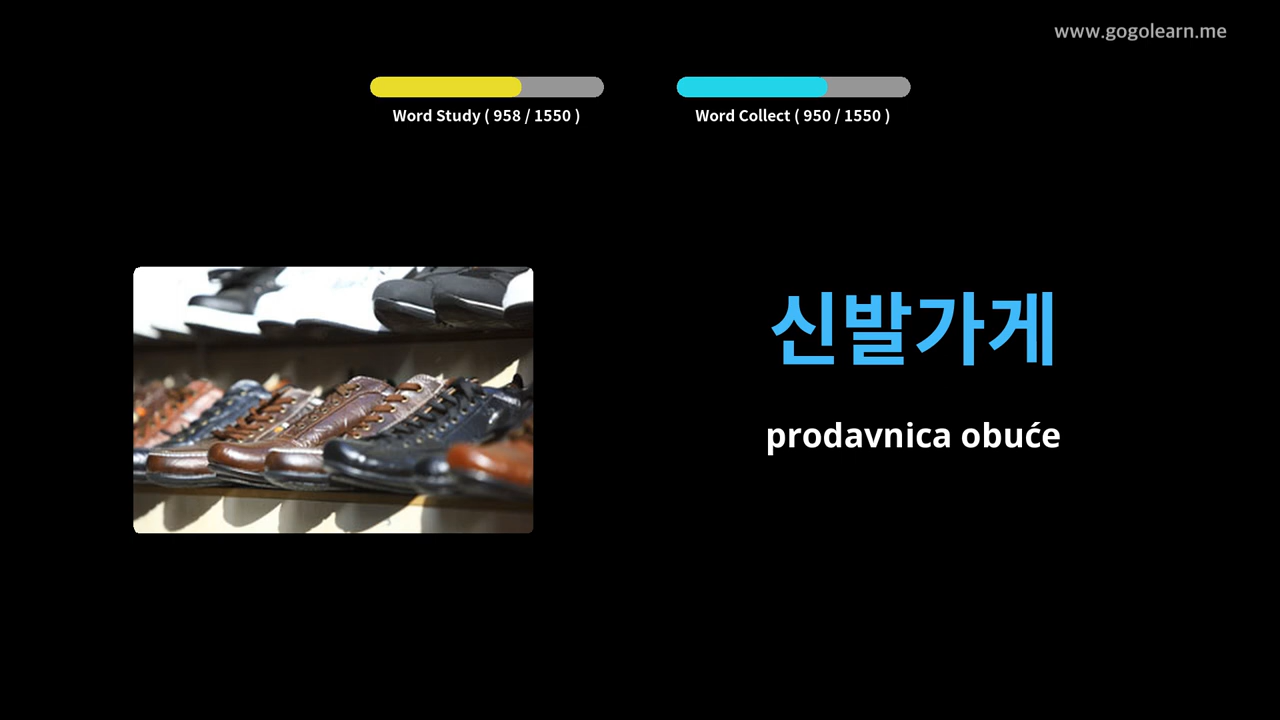 www.gogolearn.me
Word Study ( 958 / 1550 )
Word Collect ( 950 / 1550 )
신발가게
prodavnica obuće